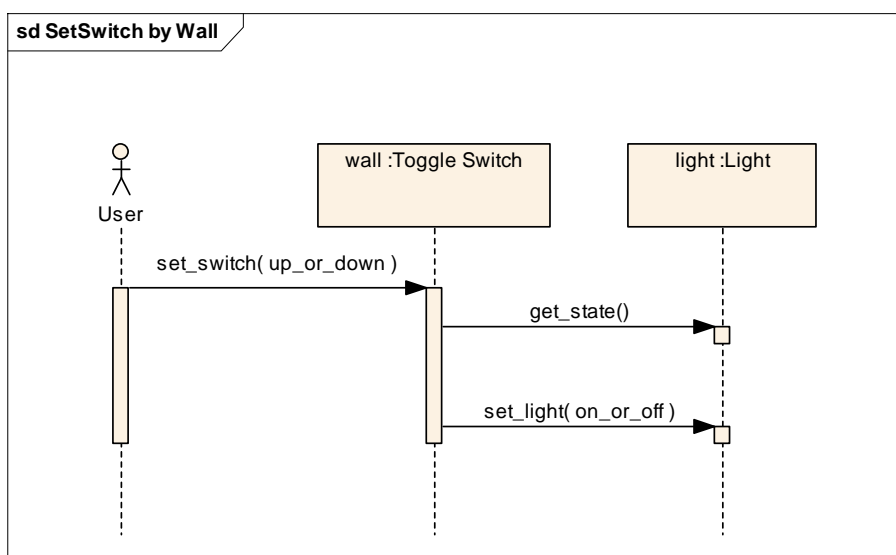 sd SetSwitch by Wall
wall :Toggle Switch
light :Light
User
set_switch( up_or_down )
get_state()
set_light( on_or_off )